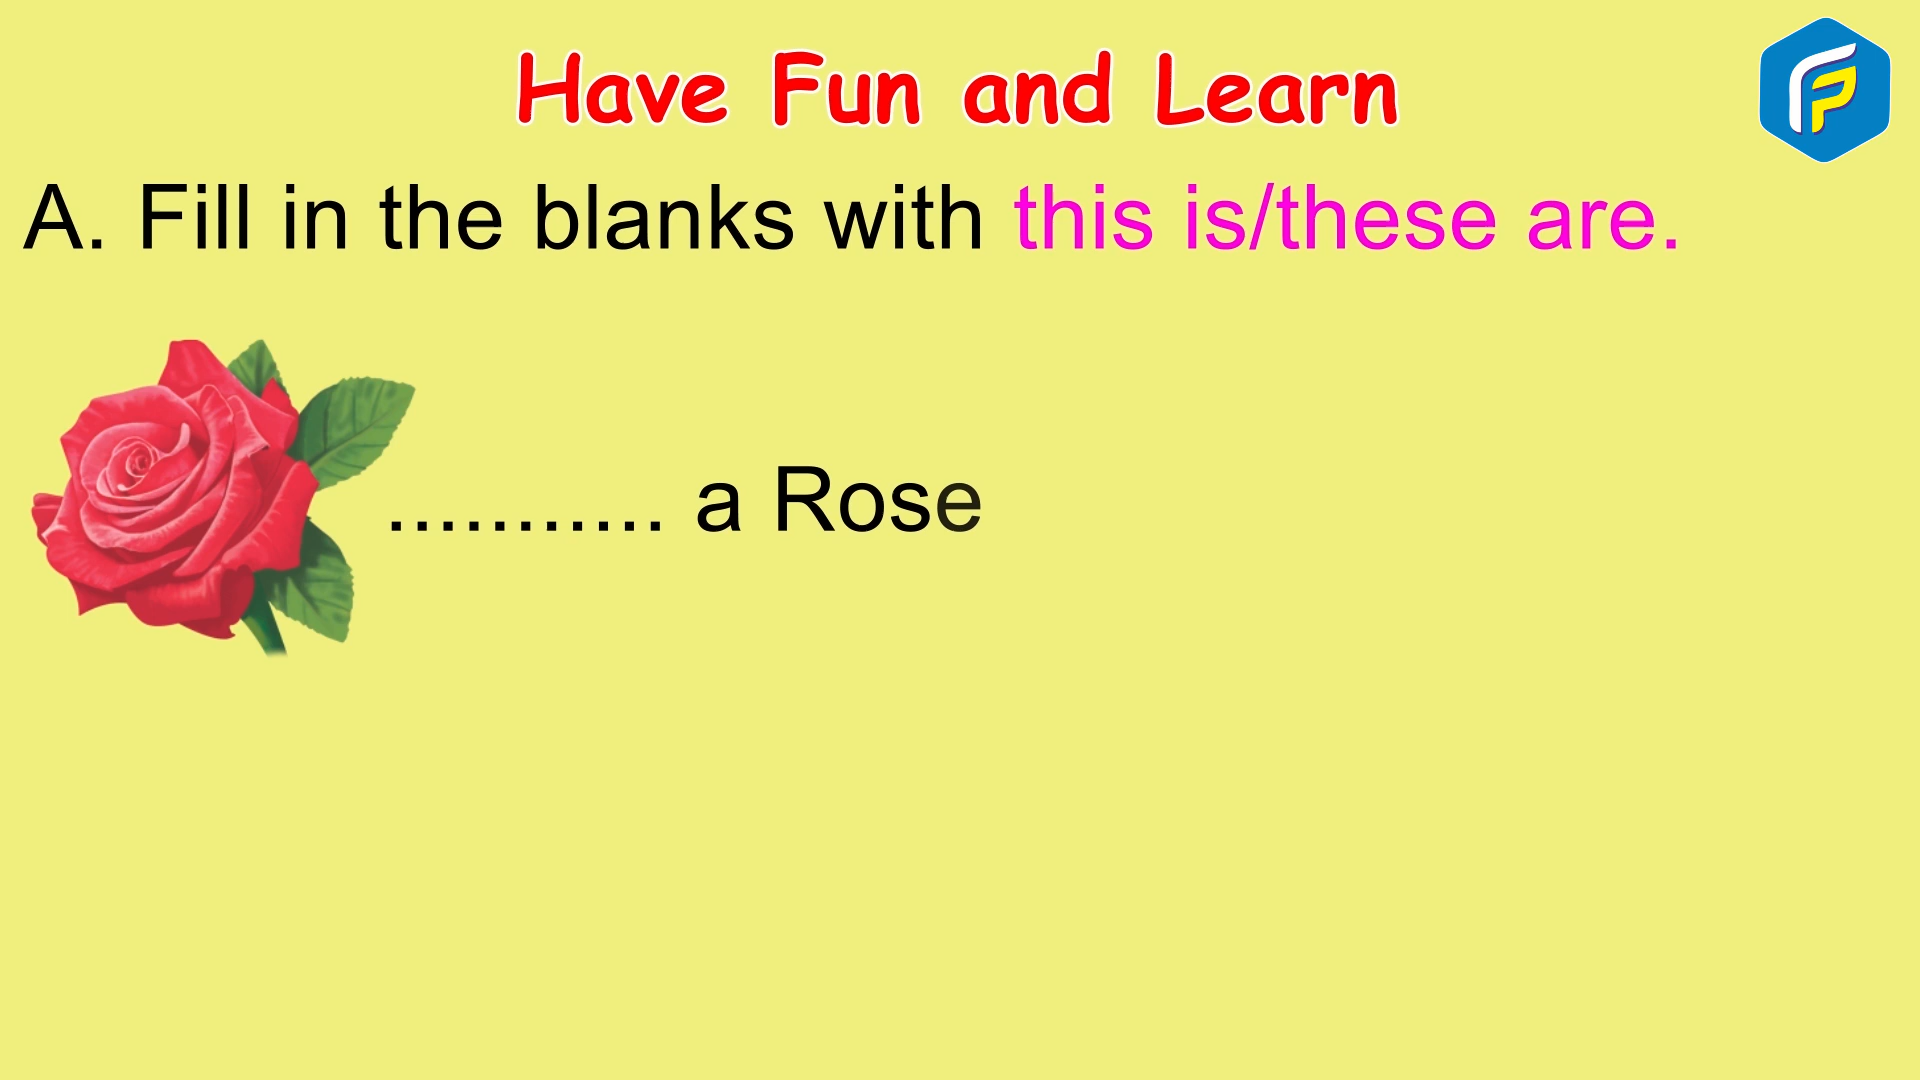 Have Fun and Learn
A. Fill in the blanks with this is/these are.
........... a Rose